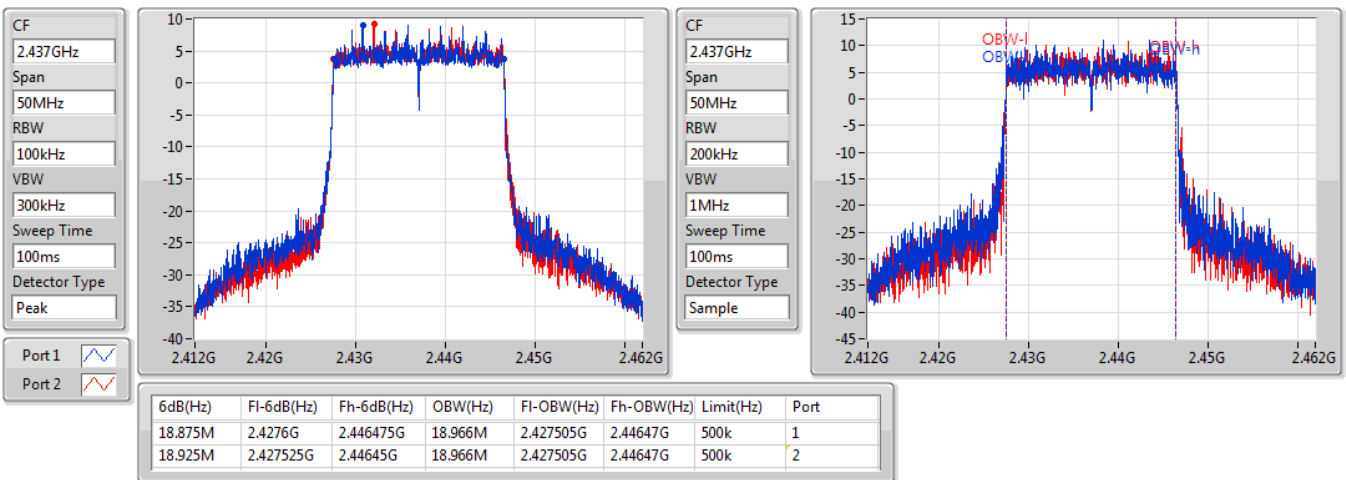 CF
2.437GHz
Span
50MHz
RBW
100kHz
VBW
300kHz
Sweep Time
100ms
Detector Type
Peak
Port 1
Port 2
10
5
0
-5
-10
-15
-20
-25
-30
-35
-40
2.412G 2.42G 2.43G 2.44G 2.45G 2.462G
CF
2.437GHz
Span
50MHz
RBW
200kHz
VBW
1MHz
Sweep Time
100ms
Detector Type
Sample
15
10
5
0
-5
-10
-15
-20
-25
-30
-35
-40
-45
OBW-l
OBW-h
2.412G 2.42G 2.43G 2.44G 2.45G 2.462G
6dB(Hz) Fl-6dB(Hz) Fh-6dB(Hz) OBW(Hz) Fl-OBW(Hz) Fh-OBW(Hz) Limit(Hz) Port
18.875M 2.4276G 2.446475G 18.966M 2.427505G 2.44647G 500k 1
18.925M 2.427525G 2.44645G 18.966M 2.427505G 2.44647G 500k 2